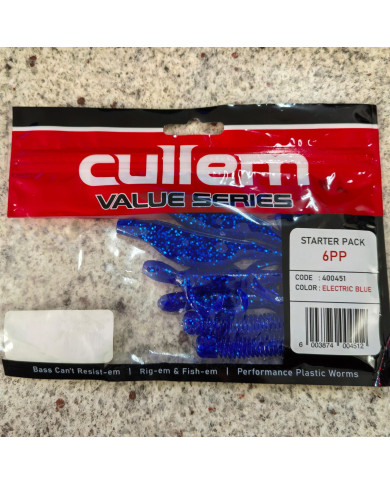 cullem
VALUE SERIES
STARTER PACK
6PP
CODE : 400451
COLOR : ELECTRIC BLUE
6 003874 004512
Bass Can't Resist-em | Rig-em & Fish-em | Performance Plastic Worms